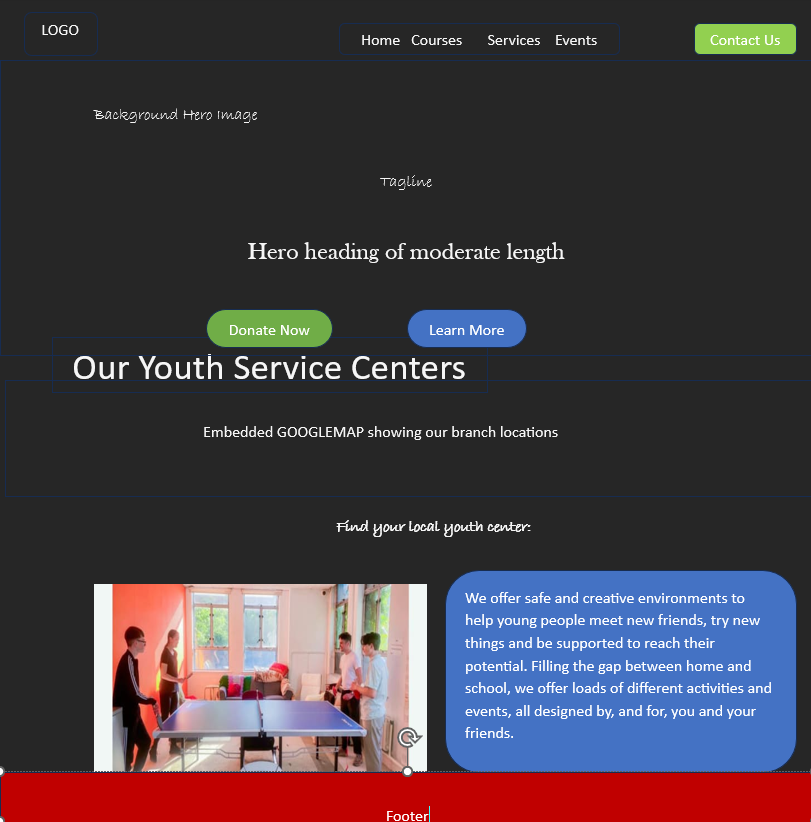 LOGO
Home Courses Services Events
Contact Us
Background Hero Image
Tagline
Hero heading of moderate length
Donate Now
Learn More
Our Youth Service Centers
Embedded GOOGLEMAP showing our branch locations
Find your local youth center:
We offer safe and creative environments to
help young people meet new friends, try new
things and be supported to reach their
potential. Filling the gap between home and
school, we offer loads of different activities and
events, all designed by, and for, you and your
friends.
Footer